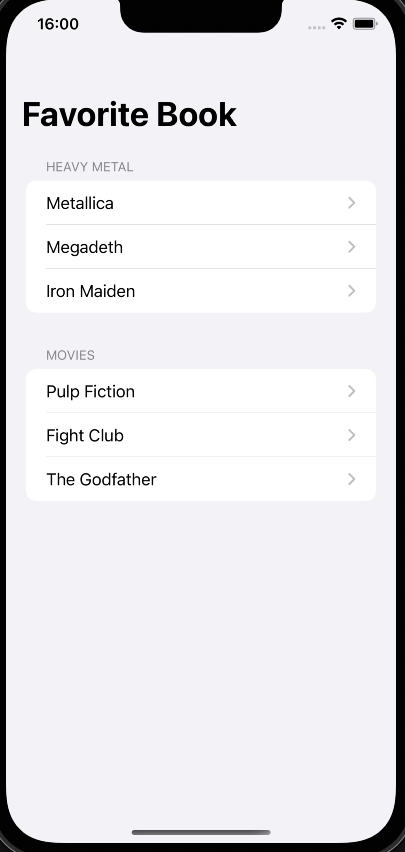 16:00
Favorite Book
HEAVY METAL
Metallica
Megadeth
Iron Maiden
MOVIES
Pulp Fiction
Fight Club
The Godfather